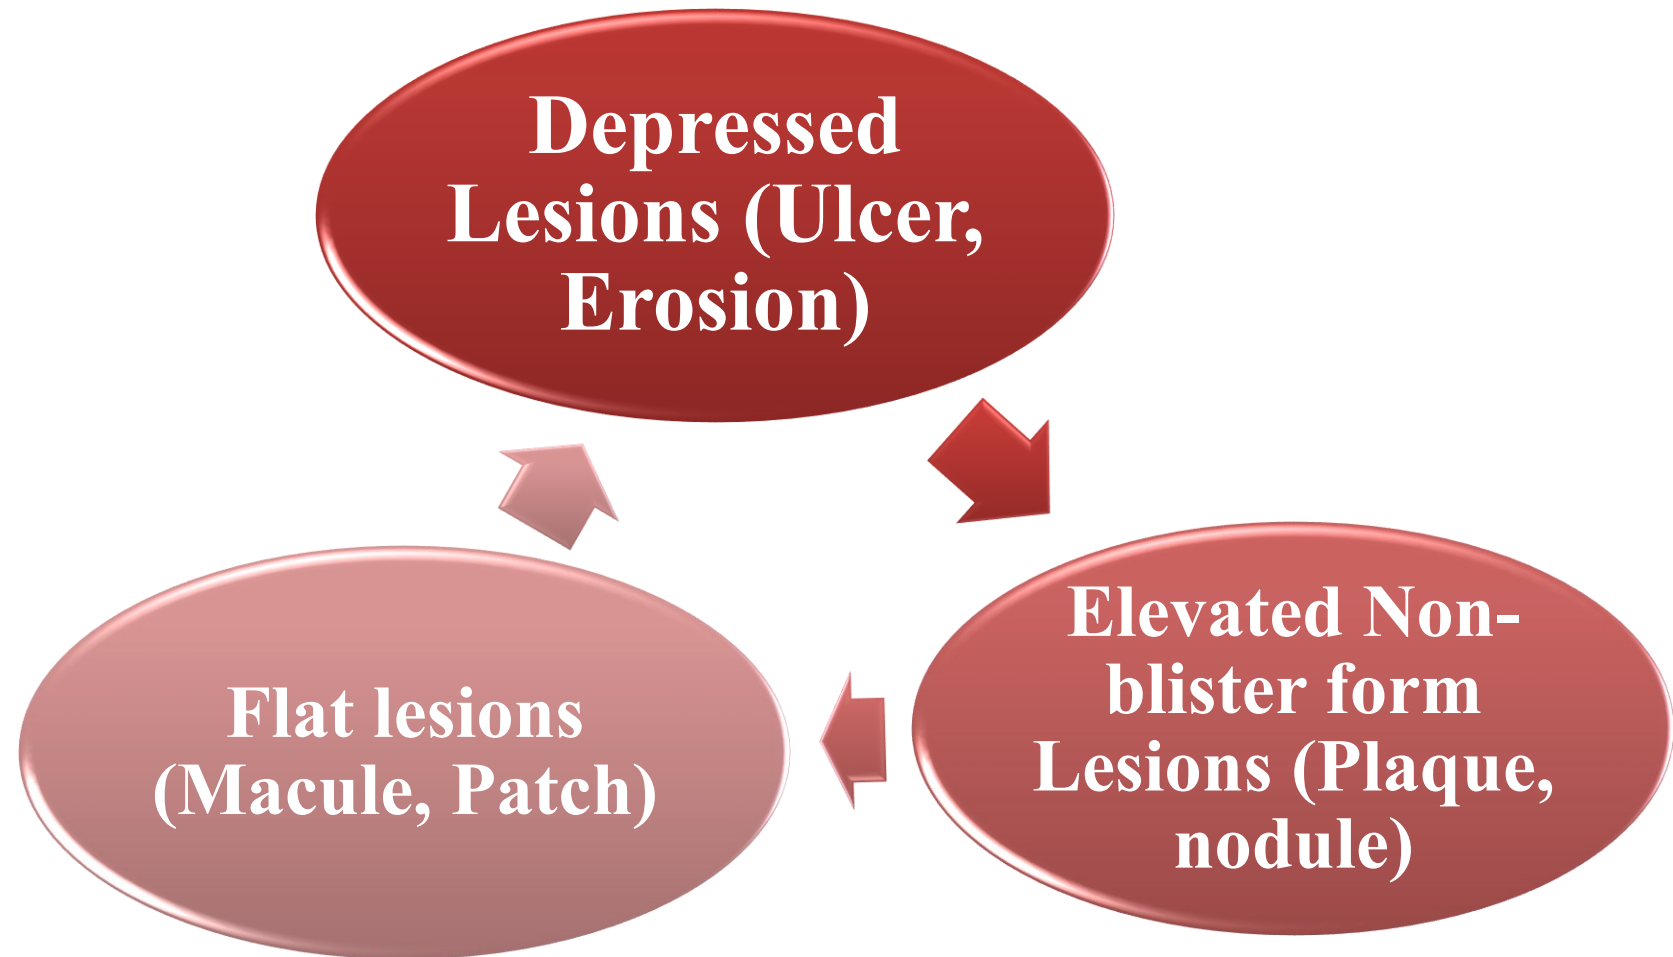 Depressed
Lesions (Ulcer,
Erosion)
Elevated Non-
blister form
Lesions (Plaque,
nodule)
Flat lesions
(Macule, Patch)